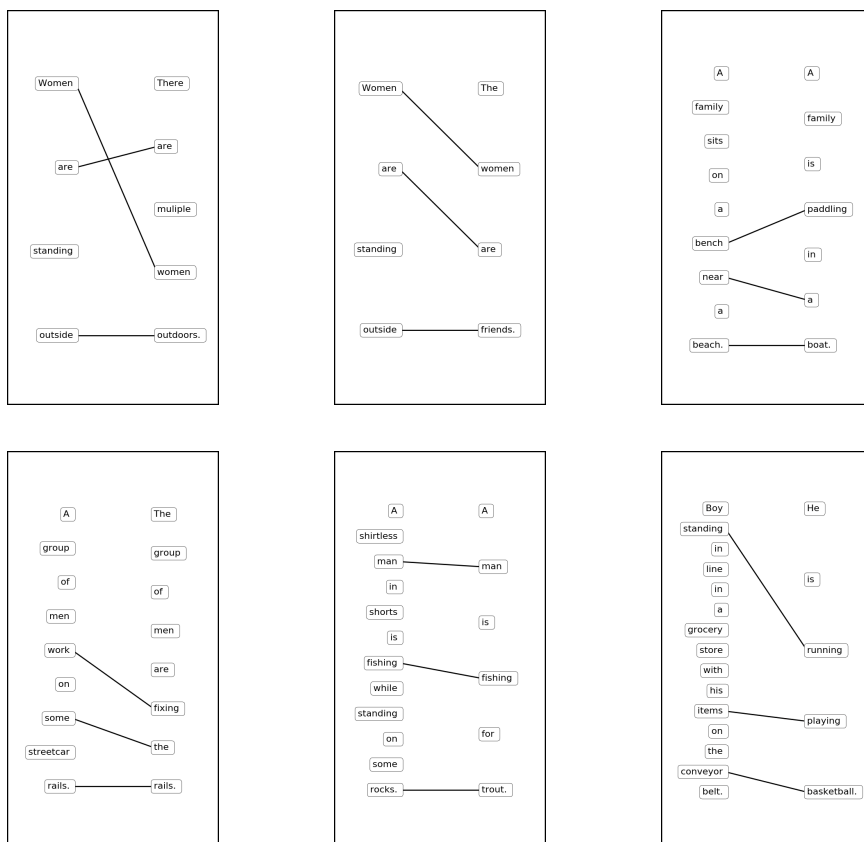 Women
are
standing
outside
There
are
muliple
women
outdoors.
Women
are
standing
outside
The
women
are
friends.
A
family
sits
on
a
bench
near
a
beach.
A
family
is
paddling
in
a
boat.
A
group
of
men
work
on
some
streetcar
rails.
The
group
of
men
are
fixing
the
rails.
A
shirtless
man
in
shorts
is
fishing
while
standing
on
some
rocks.
A
man
is
fishing
for
trout.
Boy
standing
in
line
in
a
grocery
store
with
his
items
on
the
conveyor
belt.
He
is
running
playing
basketball.